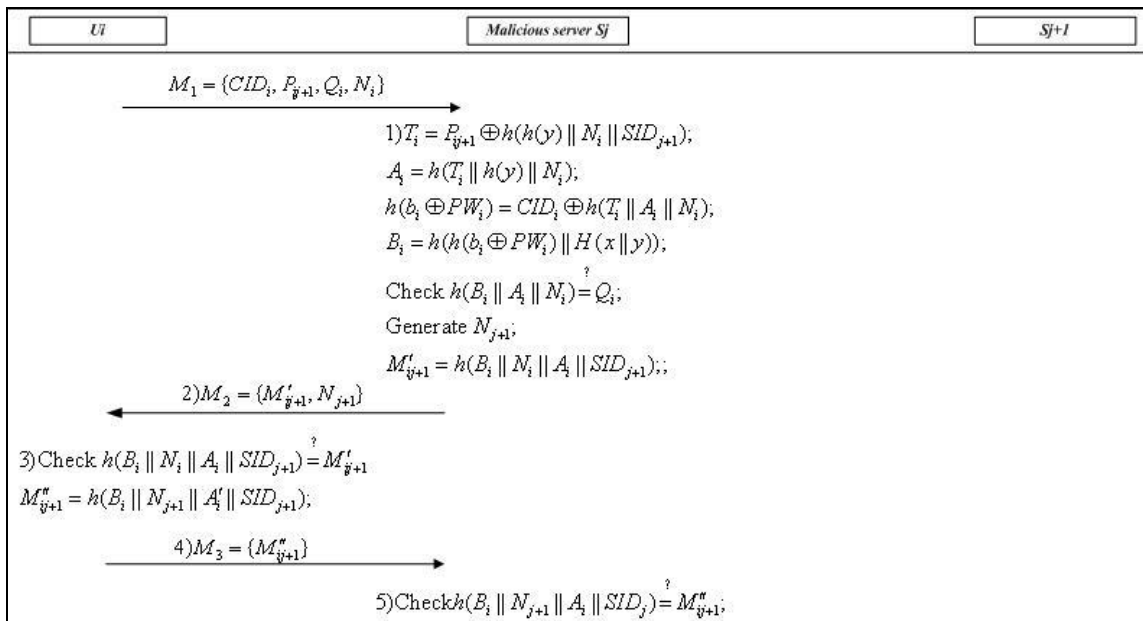 Ui Malicious server Sj Sj+1
M₁ = {CIDᵢ, Pᵢⱼ₊₁, Qᵢ, Nᵢ}
1)Tᵢ = Pᵢⱼ₊₁ ⊕ h(h(y) || Nᵢ || SIDⱼ₊₁);
Aᵢ = h(Tᵢ || h(y) || Nᵢ);
h(bᵢ ⊕ PWᵢ) = CIDᵢ ⊕ h(Tᵢ || Aᵢ || Nᵢ);
Bᵢ = h(h(bᵢ ⊕ PWᵢ) || H(x || y));
Check h(Bᵢ || Aᵢ || Nᵢ) =? Qᵢ;
Generate Nⱼ₊₁;
M′ᵢⱼ₊₁ = h(Bᵢ || Nᵢ || Aᵢ || SIDⱼ₊₁);;
2)M₂ = {M′ᵢⱼ₊₁, Nⱼ₊₁}
3)Check h(Bᵢ || Nᵢ || Aᵢ || SIDⱼ₊₁) =? M′ᵢⱼ₊₁
M″ᵢⱼ₊₁ = h(Bᵢ || Nⱼ₊₁ || A′ᵢ || SIDⱼ₊₁);
4)M₃ = {M″ᵢⱼ₊₁}
5)Checkh(Bᵢ || Nⱼ₊₁ || Aᵢ || SIDⱼ) =? M″ᵢⱼ₊₁;